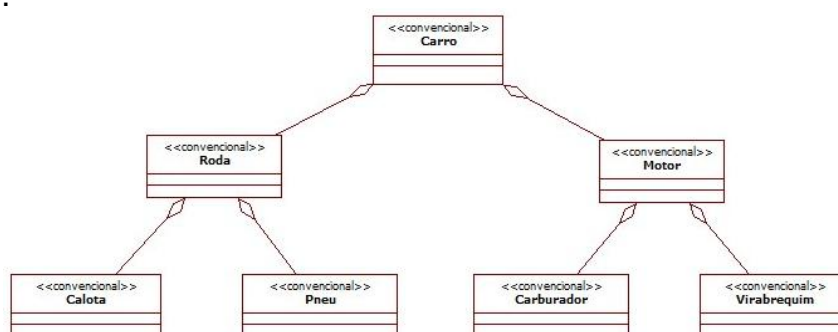 .
<<convencional>>
Carro
<<convencional>>
Roda
<<convencional>>
Motor
<<convencional>>
Calota
<<convencional>>
Pneu
<<convencional>>
Carburador
<<convencional>>
Virabrequim